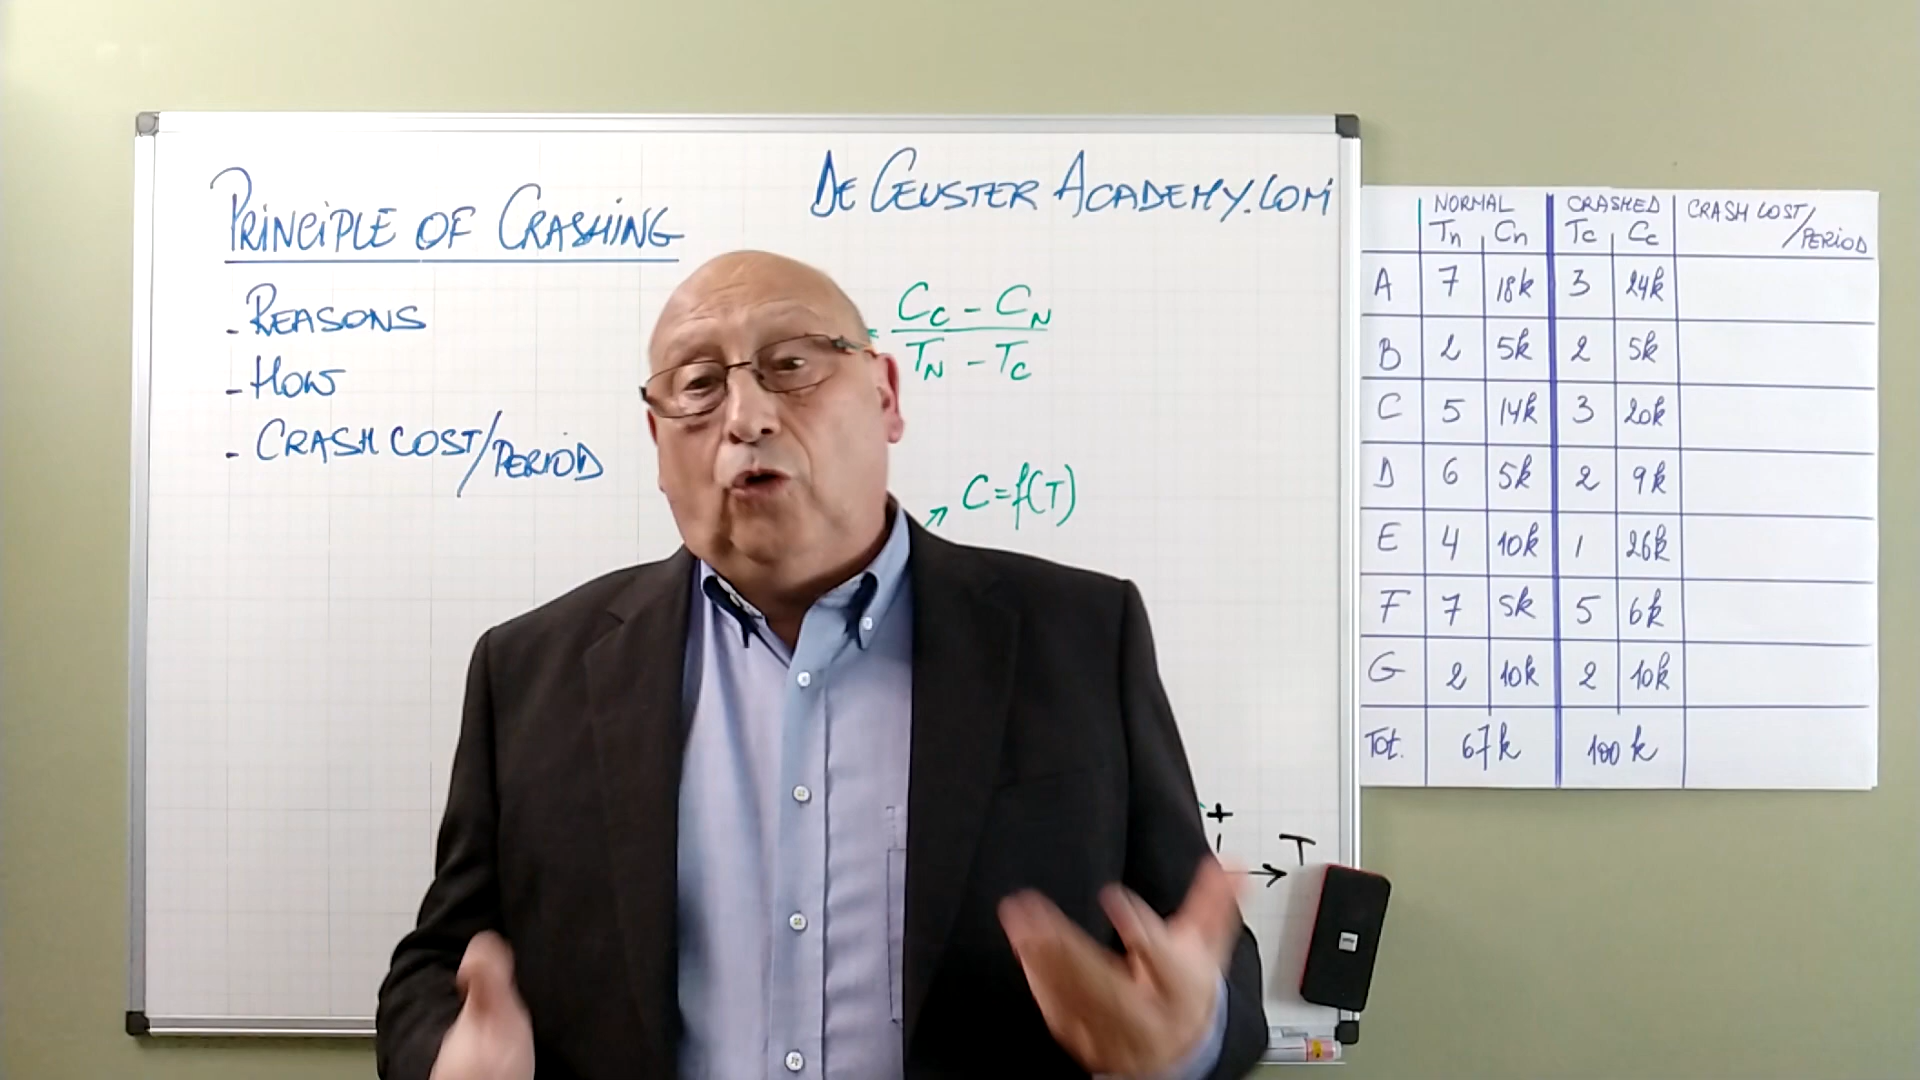 PRINCIPLE OF CRASHING
DE GEUSTER ACADEMY.COM
- REASONS
- HOW
- CRASH COST/PERIOD
= CC - CN
TN - TC
C=f(T)
+
T
NORMAL CRASHED CRASH COST/PERIOD
Tn Cn Tc Cc
A 7 18k 3 24k
B 2 5k 2 5k
C 5 14k 3 20k
D 6 5k 2 9k
E 4 10k 1 26k
F 7 5k 5 6k
G 2 10k 2 10k
Tot. 67k 100k